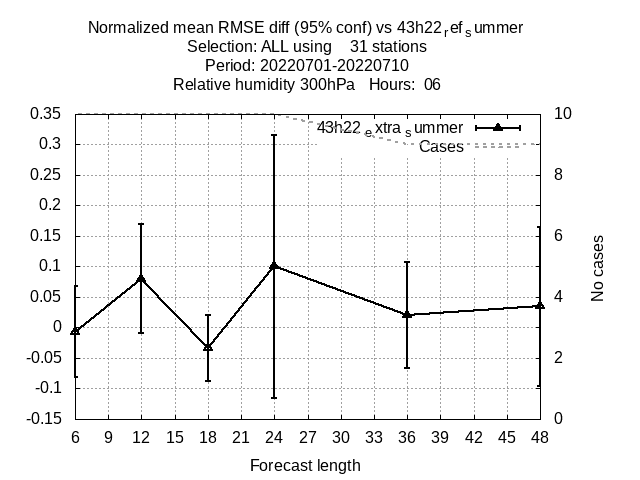 Normalized mean RMSE diff (95% conf) vs 43h22refsummer
Selection: ALL using 31 stations
Period: 20220701-20220710
Relative humidity 300hPa Hours: 06
43h22extrasummer
Cases
0.35
0.3
0.25
0.2
0.15
0.1
0.05
0
-0.05
-0.1
-0.15
10
8
6
4
2
0
No cases
6 9 12 15 18 21 24 27 30 33 36 39 42 45 48
Forecast length